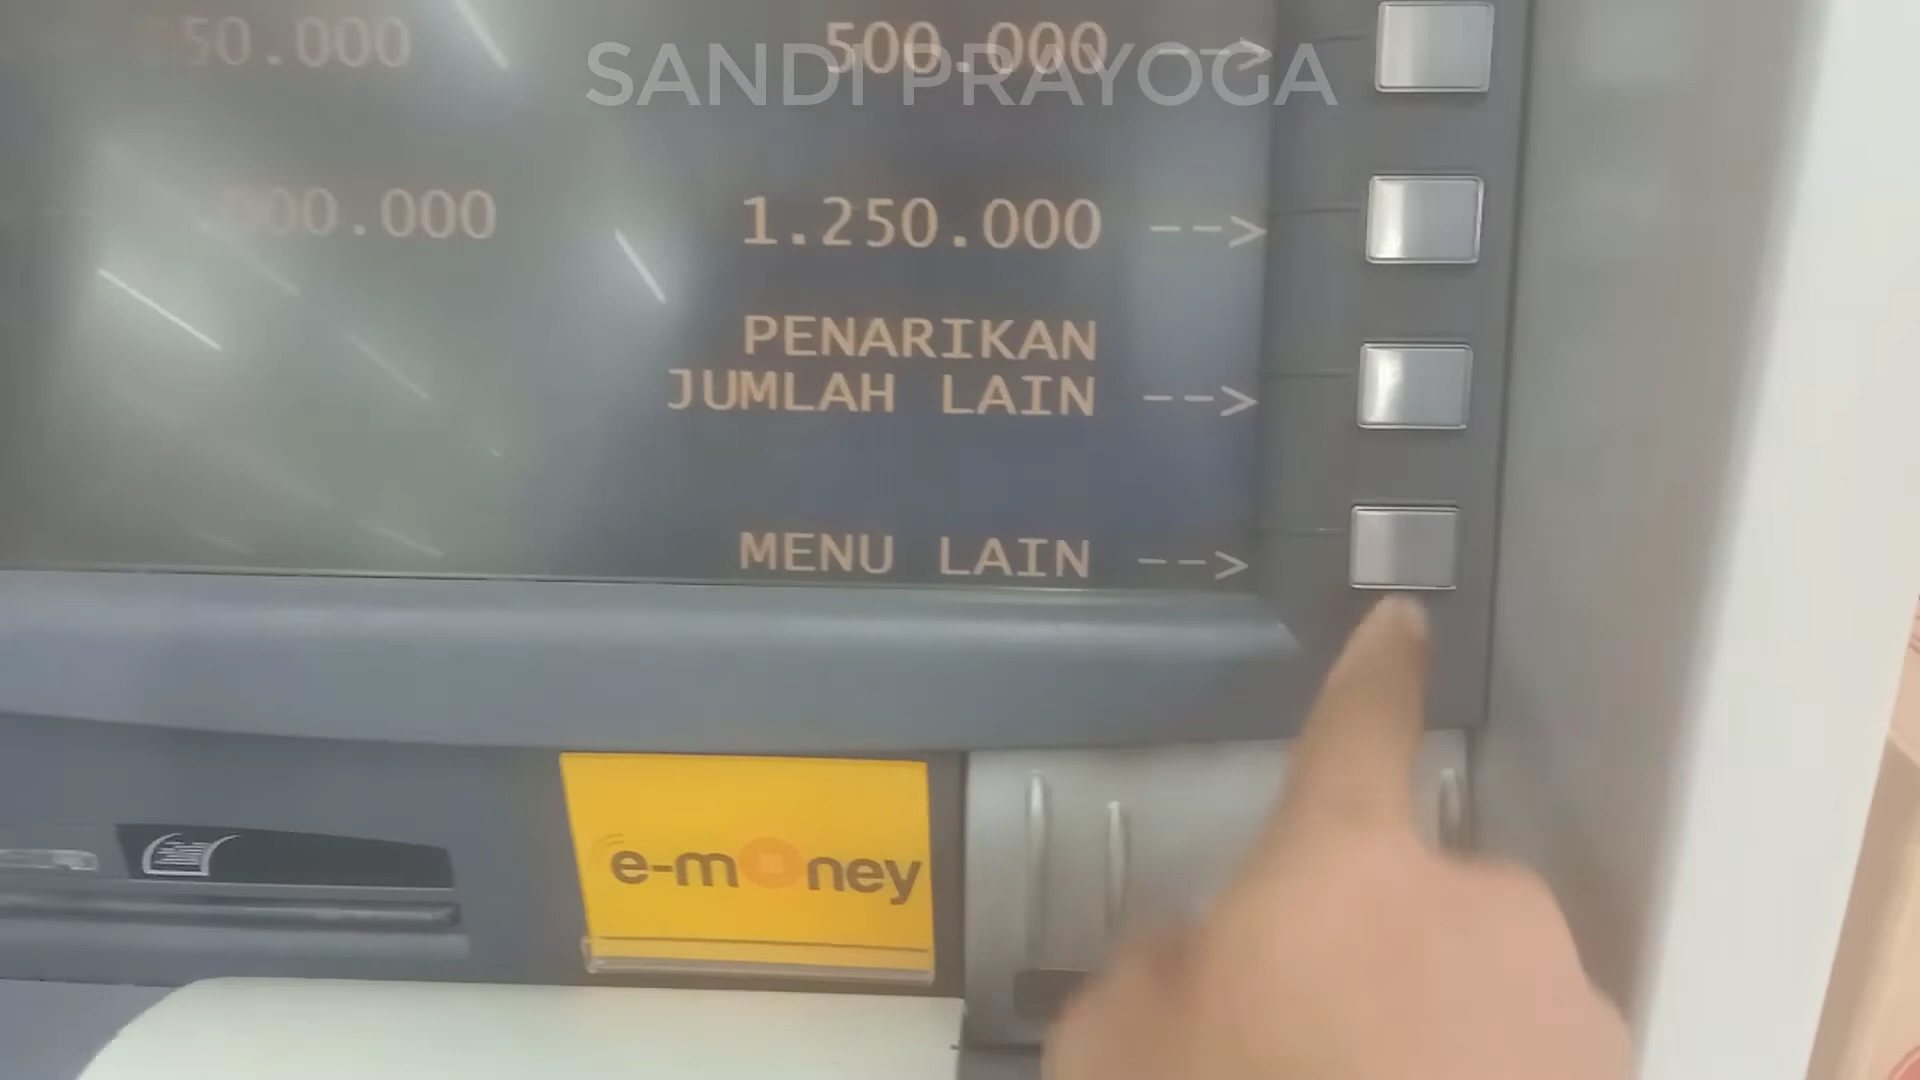 50.000 500.000 -->
SANDI PRAYOGA
00.000 1.250.000 -->
PENARIKAN
JUMLAH LAIN -->
MENU LAIN -->
e-money